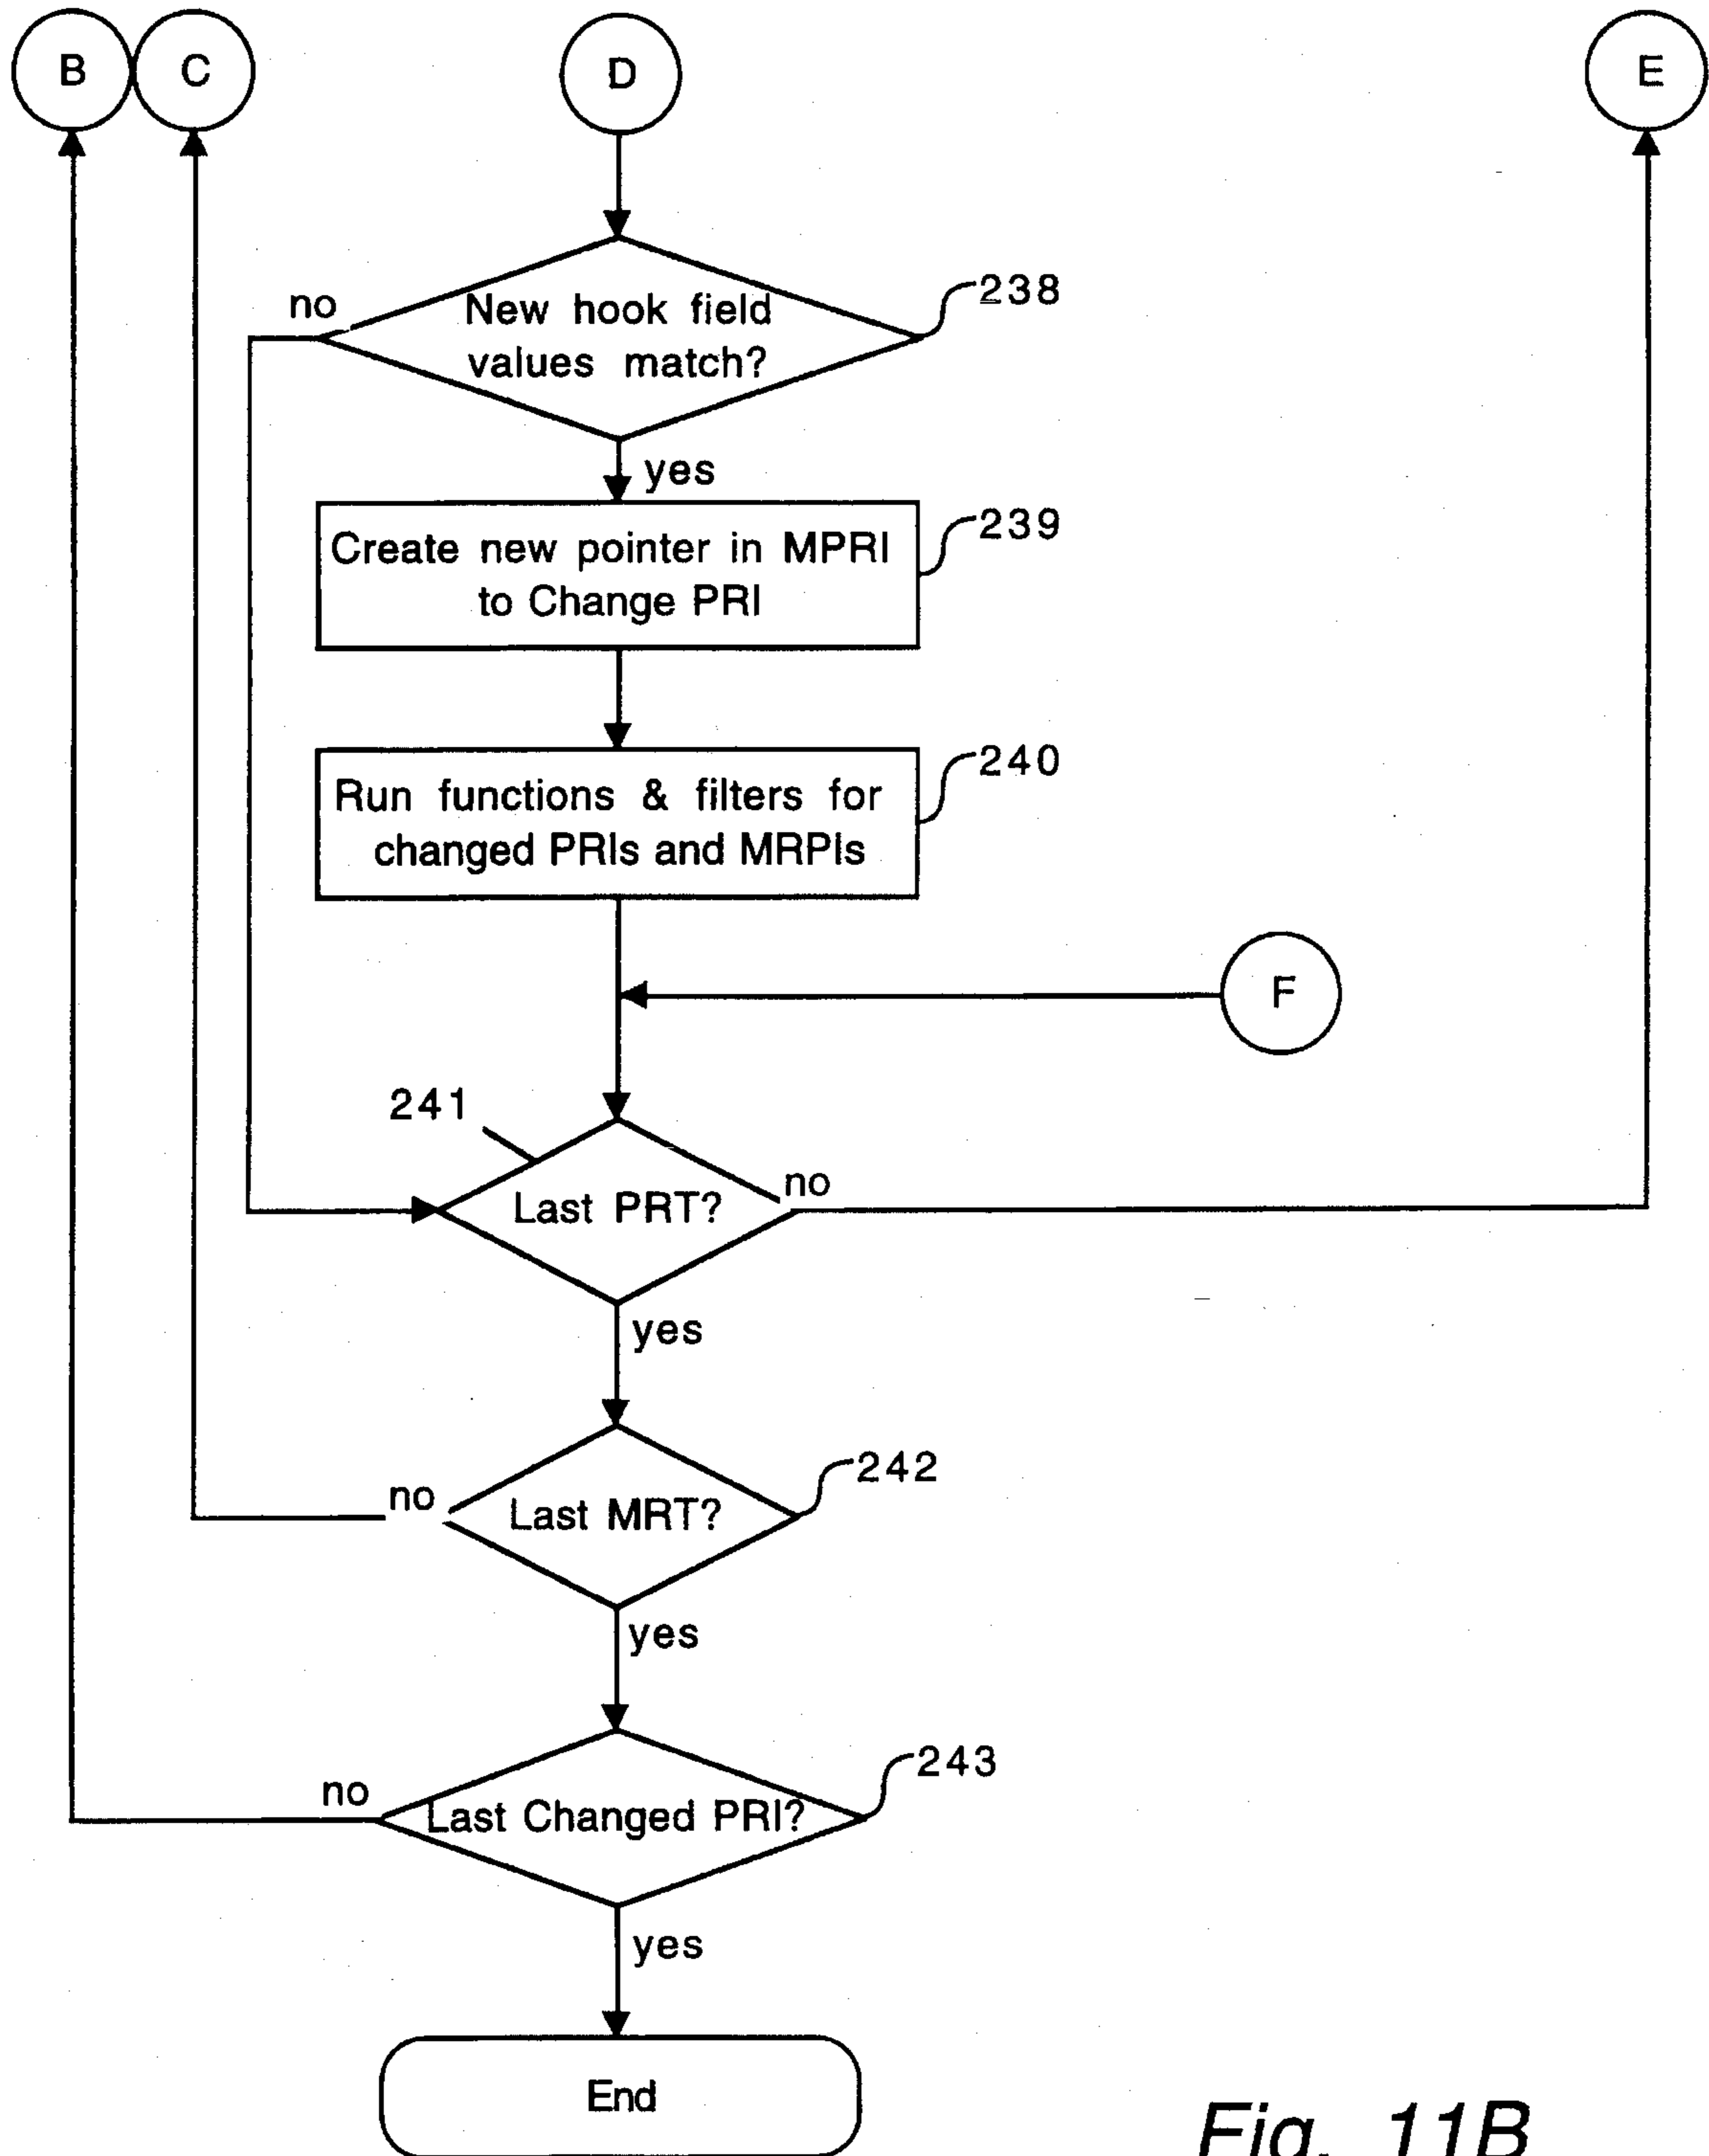 B
C
D
E
238
no
New hook field
values match?
yes
239
Create new pointer in MPRI
to Change PRI
240
Run functions & filters for
changed PRIs and MRPIs
F
241
Last PRT?
no
yes
242
no
Last MRT?
yes
243
no
Last Changed PRI?
yes
End
Fig. 11B